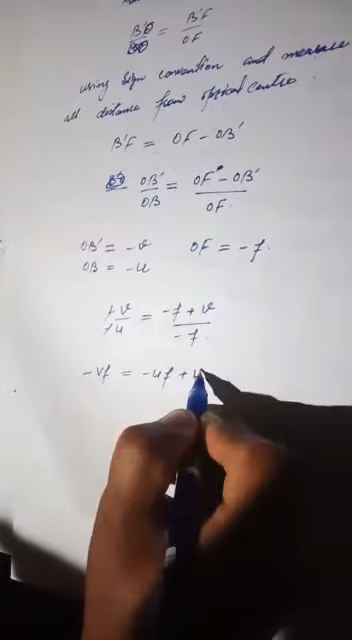 B'O/BO = B'F/OF
using sign convention and measure
all distance from optical centre.
B'F = OF - OB'
OB'/OB = OF - OB'/OF.
OB' = -v OF = -f.
OB = -u
+v/+u = -f + v/-f.
-vf = -uf + u